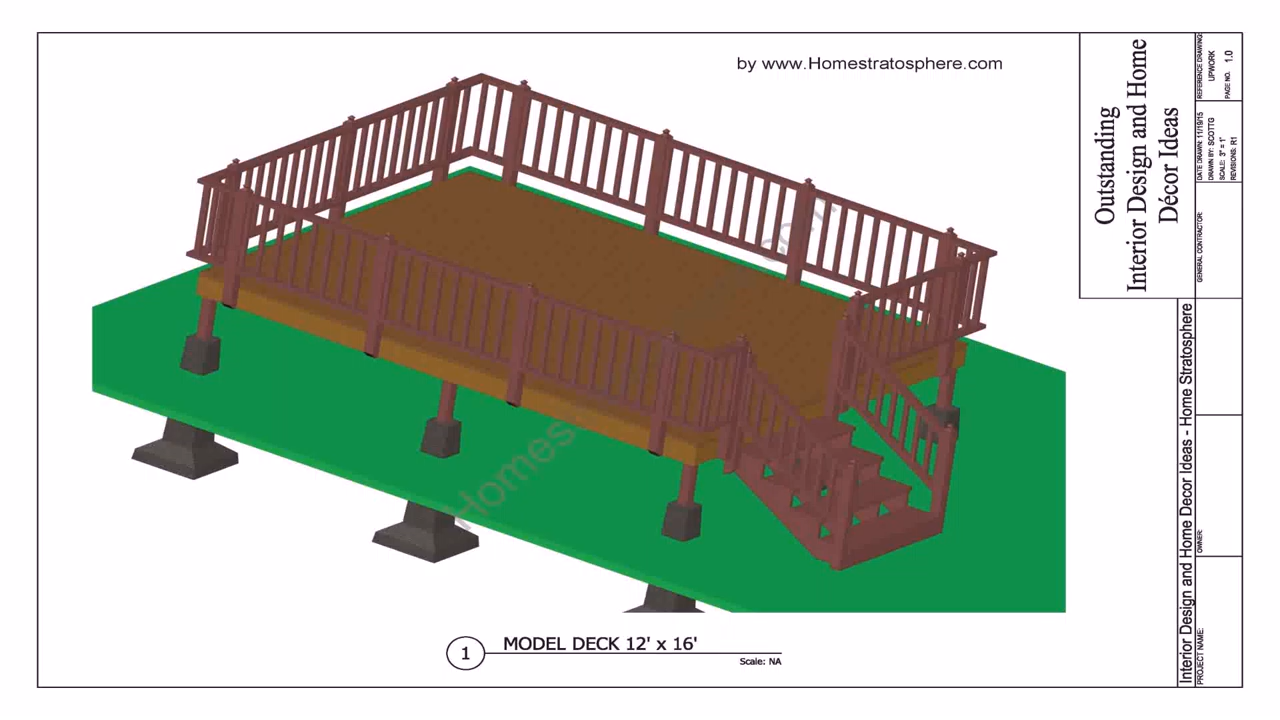 by www.Homestratosphere.com
Outstanding
Interior Design and Home
Décor Ideas
REFERENCE DRAWING:
UPWORK
PAGE NO. 1.0
DATE DRAWN: 11/19/15
DRAWN BY: SCOTTG
SCALE: 3" = 1'
REVISIONS: R1
GENERAL CONTRACTOR:
Interior Design and Home Decor Ideas - Home Stratosphere
OWNER:
PROJECT NAME:
Homes
1
MODEL DECK 12' x 16'
Scale: NA